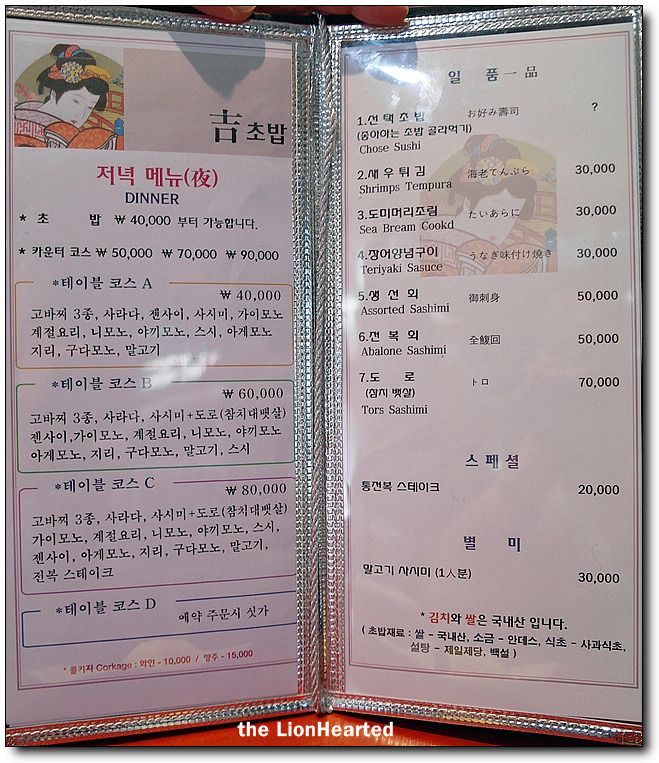 吉 초밥
저녁 메뉴(夜)
DINNER
* 초 밥 ₩ 40,000 부터 가능합니다.
* 카운터 코스 ₩ 50,000 ₩ 70,000 ₩ 90,000
*테이블 코스 A
₩ 40,000
고바찌 3종, 사라다, 젠사이, 사시미, 가이모노
계절요리, 니모노, 야끼모노, 스시, 아게모노
지리, 구다모노, 말고기
*테이블 코스 B
₩ 60,000
고바찌 3종, 사라다, 사시미+도로(참치대뱃살)
젠사이,가이모노, 계절요리, 니모노, 야끼모노
아게모노, 지리, 구다모노, 말고기, 스시
*테이블 코스 C
₩ 80,000
고바찌 3종, 사라다, 사시미+도로(참치대뱃살)
가이모노, 계절요리, 니모노, 야끼모노, 스시,
젠사이, 아게모노, 지리, 구다모노, 말고기,
전복 스테이크
*테이블 코스 D 예약 주문시 싯가
* 콜키지 Corkage : 와인 - 10,000 / 양주 - 15,000
일 품 一 品
1.선택초밥 お好み壽司 ?
(좋아아는 초밥 골라먹기)
Chose Sushi
2.새우튀김 海老てんぷら 30,000
Shrimps Tempura
3.도미머리조림 たいあらに 30,000
Sea Bream Cookd
4.장어양념구이 うなぎ味付け焼き 30,000
Teriyaki Sasuce
5.생 선 회 御刺身 50,000
Assorted Sashimi
6.전 복 회 全鰒回 50,000
Abalone Sashimi
7.도 로 トロ 70,000
(참치 뱃살)
Tors Sashimi
스 페 셜
통전복 스테이크 20,000
별 미
말고기 사시미 (1人分) 30,000
* 김치와 쌀은 국내산 입니다.
( 초밥재료 : 쌀 - 국내산, 소금 - 안데스, 식초 - 사과식초,
설탕 - 제일제당, 백설 )
the LionHearted